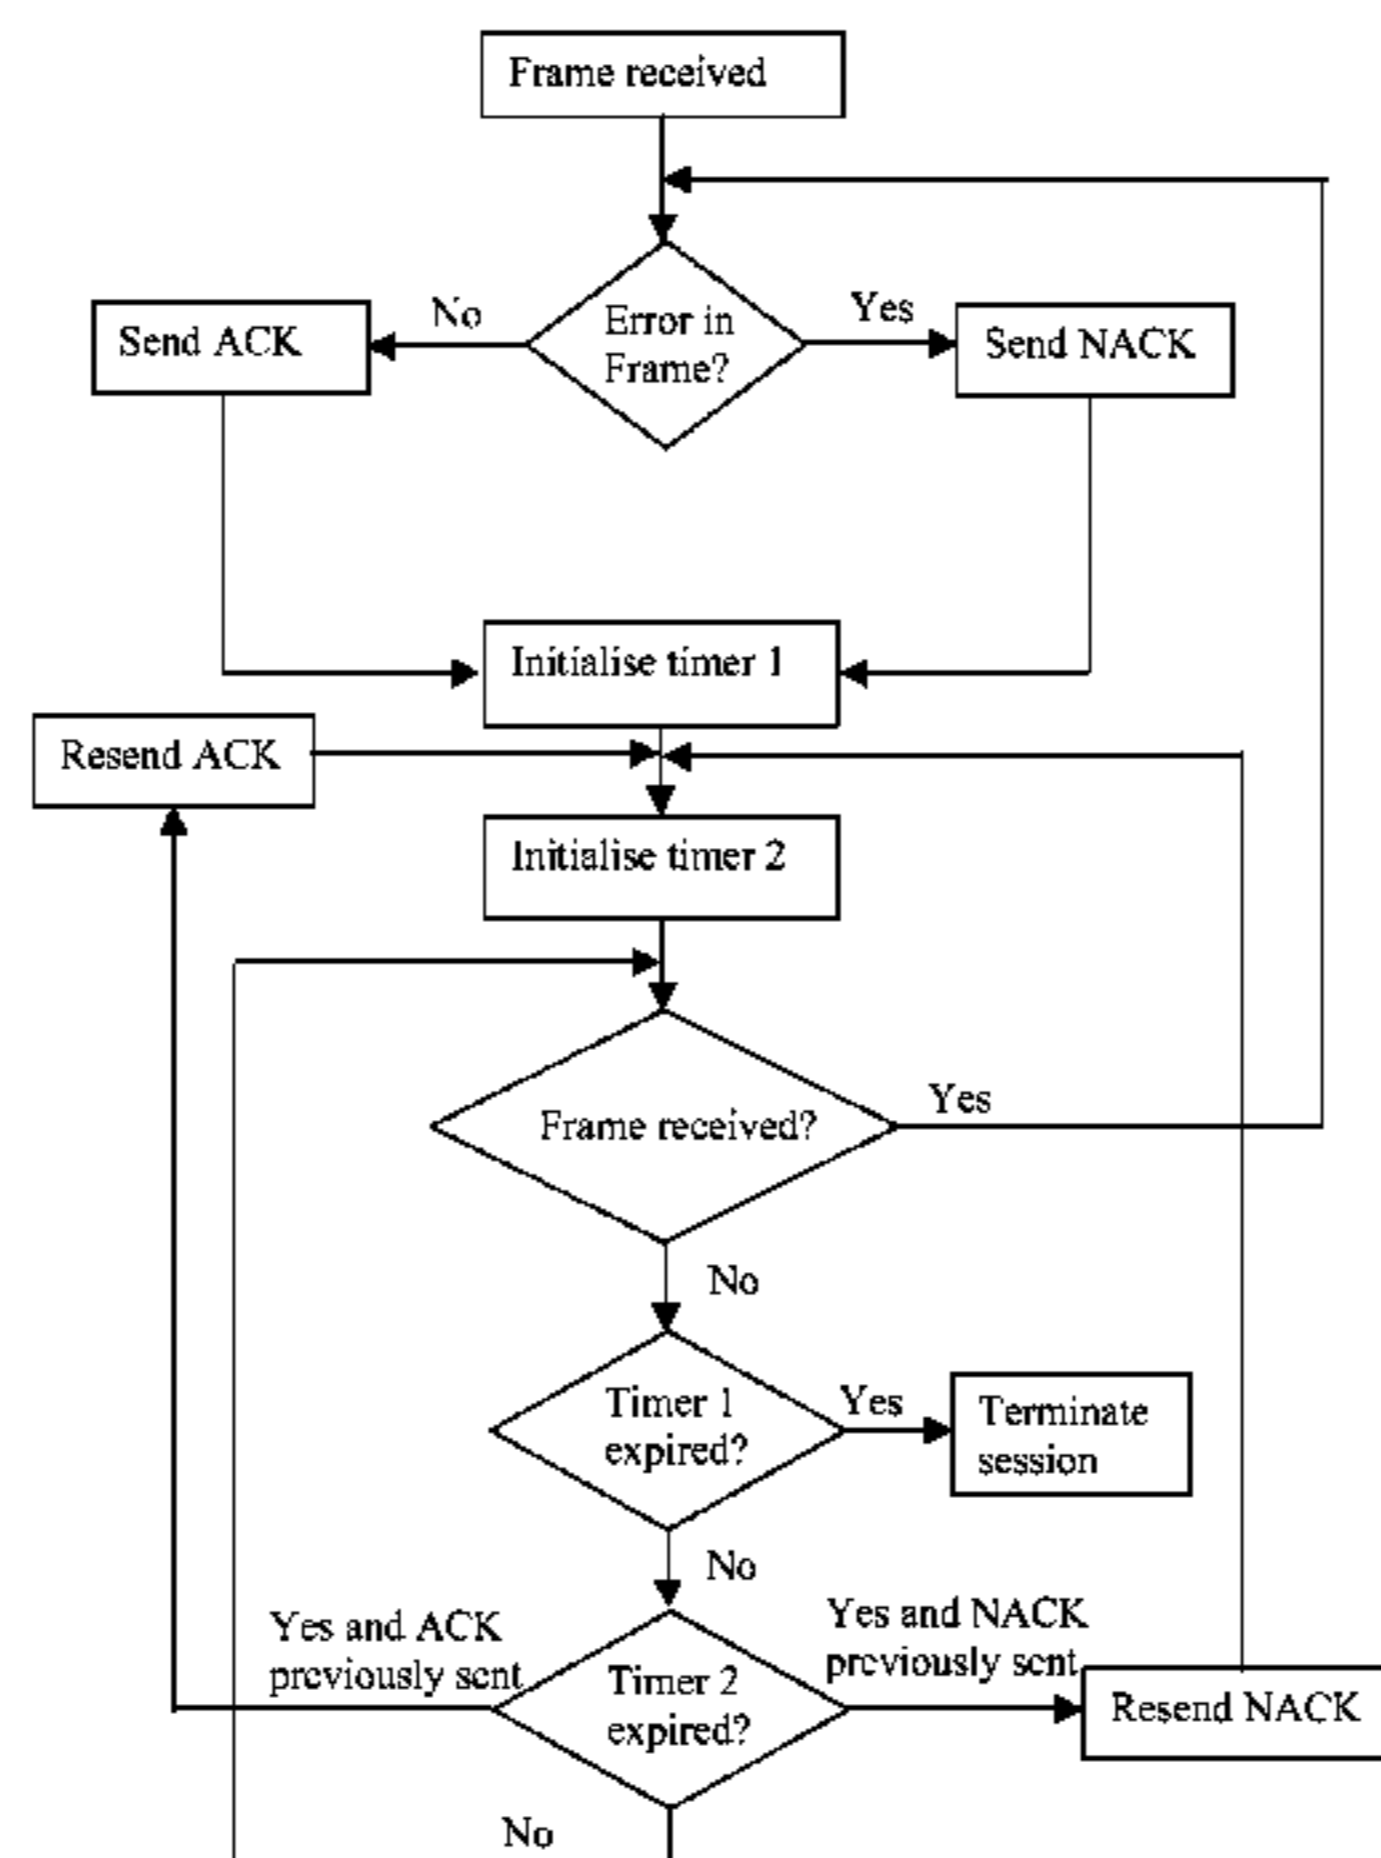 Frame received
No
Yes
Send ACK
Error in
Frame?
Send NACK
Initialise timer 1
Resend ACK
Initialise timer 2
Frame received?
Yes
No
Timer 1
expired?
Yes
Terminate
session
No
Yes and ACK
previously sent
Yes and NACK
previously sent
Timer 2
expired?
Resend NACK
No